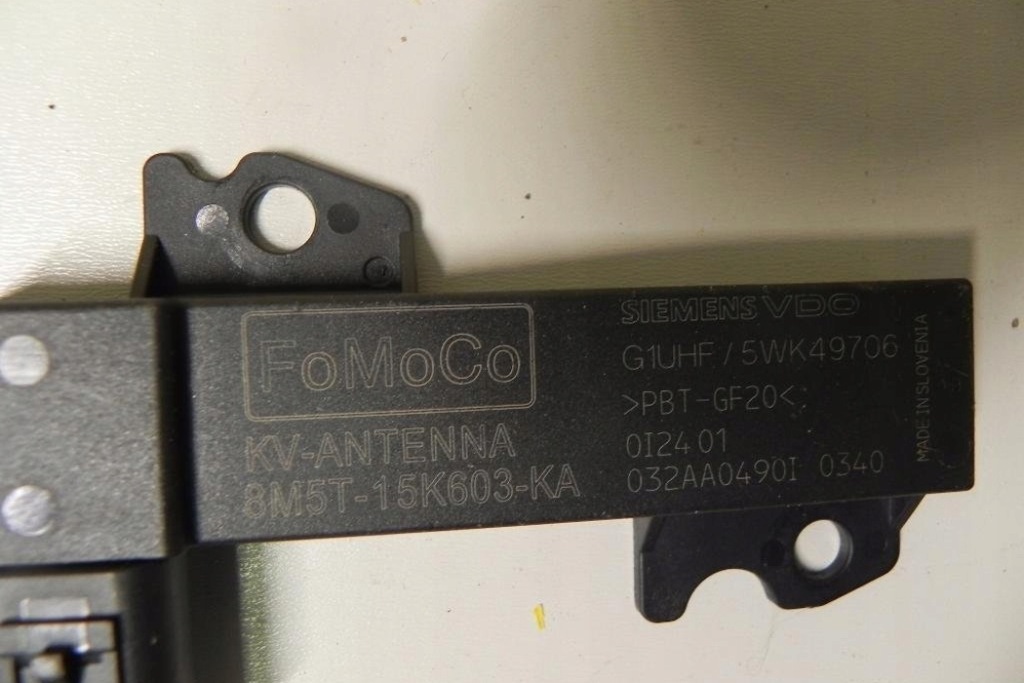 FoMoCo
KV-ANTENNA
8M5T-15K603-KA
SIEMENS VDO
G1UHF / 5WK49706
>PBT-GF20<
0I24 01
032AA0490I 0340
MADE IN SLOVENIA